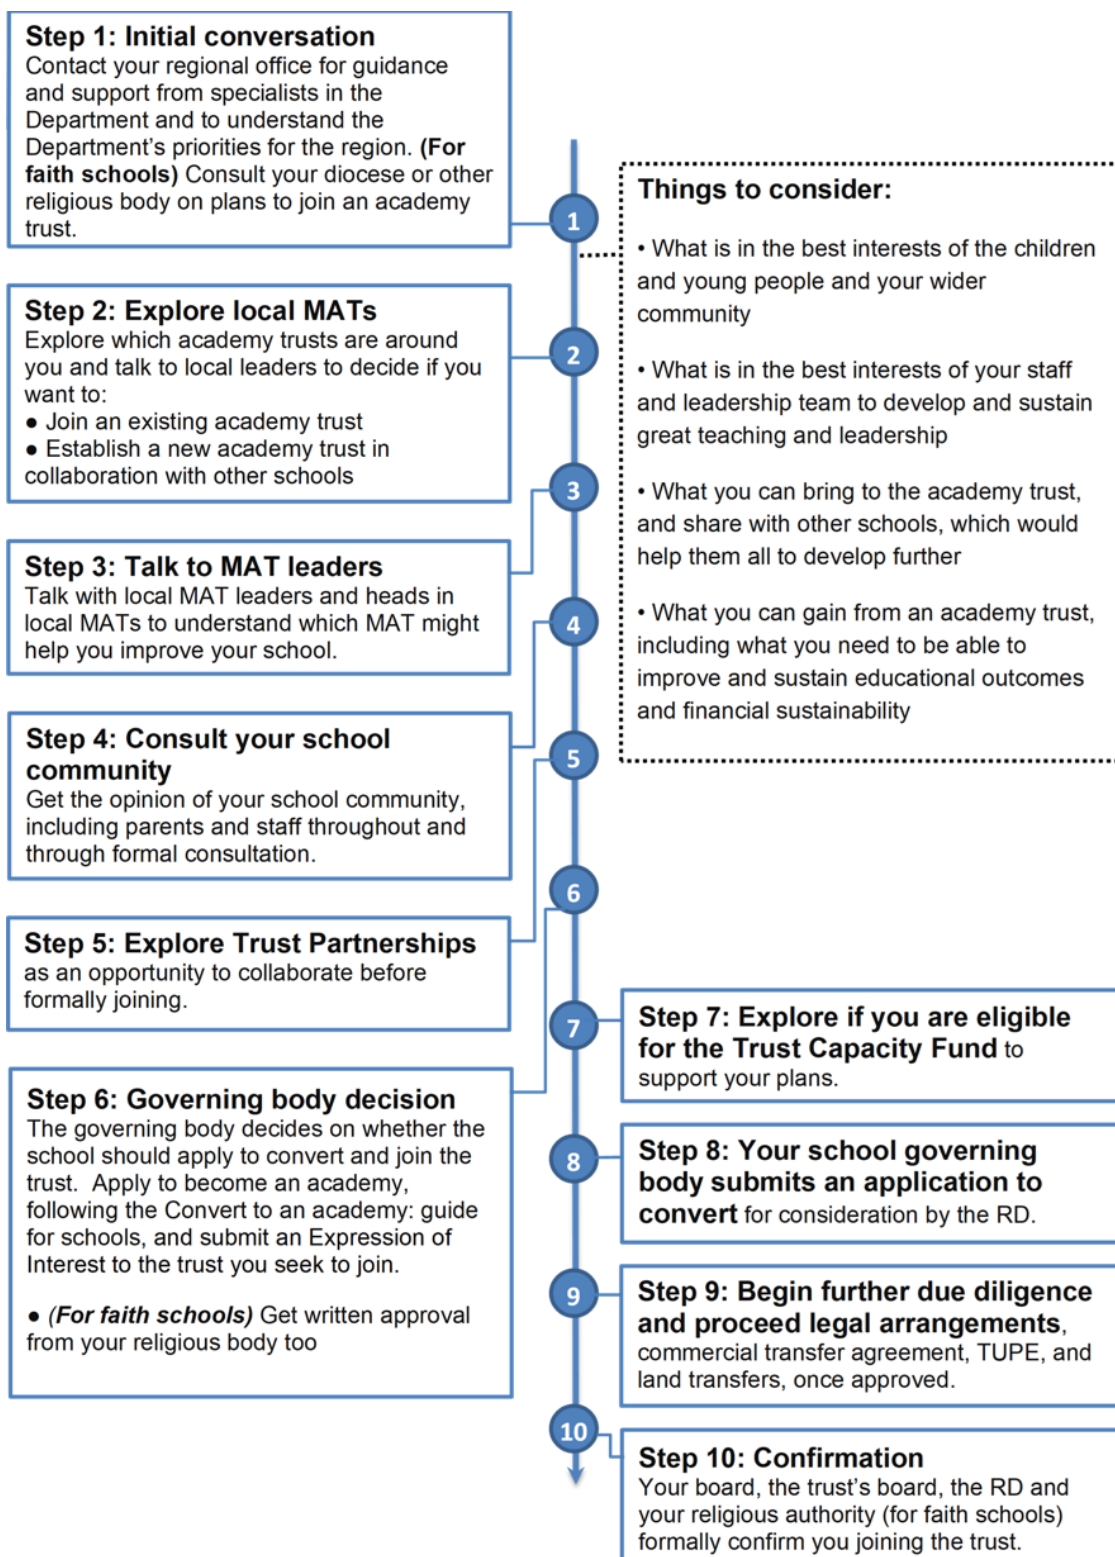 Step 1: Initial conversation
Contact your regional office for guidance
and support from specialists in the
Department and to understand the
Department's priorities for the region. (For
faith schools) Consult your diocese or other
religious body on plans to join an academy
trust.
1
Things to consider:
• What is in the best interests of the children
and young people and your wider
community
• What is in the best interests of your staff
and leadership team to develop and sustain
great teaching and leadership
• What you can bring to the academy trust,
and share with other schools, which would
help them all to develop further
• What you can gain from an academy trust,
including what you need to be able to
improve and sustain educational outcomes
and financial sustainability
Step 2: Explore local MATs
Explore which academy trusts are around
you and talk to local leaders to decide if you
want to:
● Join an existing academy trust
● Establish a new academy trust in
collaboration with other schools
2
Step 3: Talk to MAT leaders
Talk with local MAT leaders and heads in
local MATs to understand which MAT might
help you improve your school.
3
Step 4: Consult your school
community
Get the opinion of your school community,
including parents and staff throughout and
through formal consultation.
4
Step 5: Explore Trust Partnerships
as an opportunity to collaborate before
formally joining.
5
Step 6: Governing body decision
The governing body decides on whether the
school should apply to convert and join the
trust.  Apply to become an academy,
following the Convert to an academy: guide
for schools, and submit an Expression of
Interest to the trust you seek to join.
● (For faith schools) Get written approval
from your religious body too
6
7
Step 7: Explore if you are eligible
for the Trust Capacity Fund to
support your plans.
8
Step 8: Your school governing
body submits an application to
convert for consideration by the RD.
9
Step 9: Begin further due diligence
and proceed legal arrangements,
commercial transfer agreement, TUPE, and
land transfers, once approved.
10
Step 10: Confirmation
Your board, the trust's board, the RD and
your religious authority (for faith schools)
formally confirm you joining the trust.